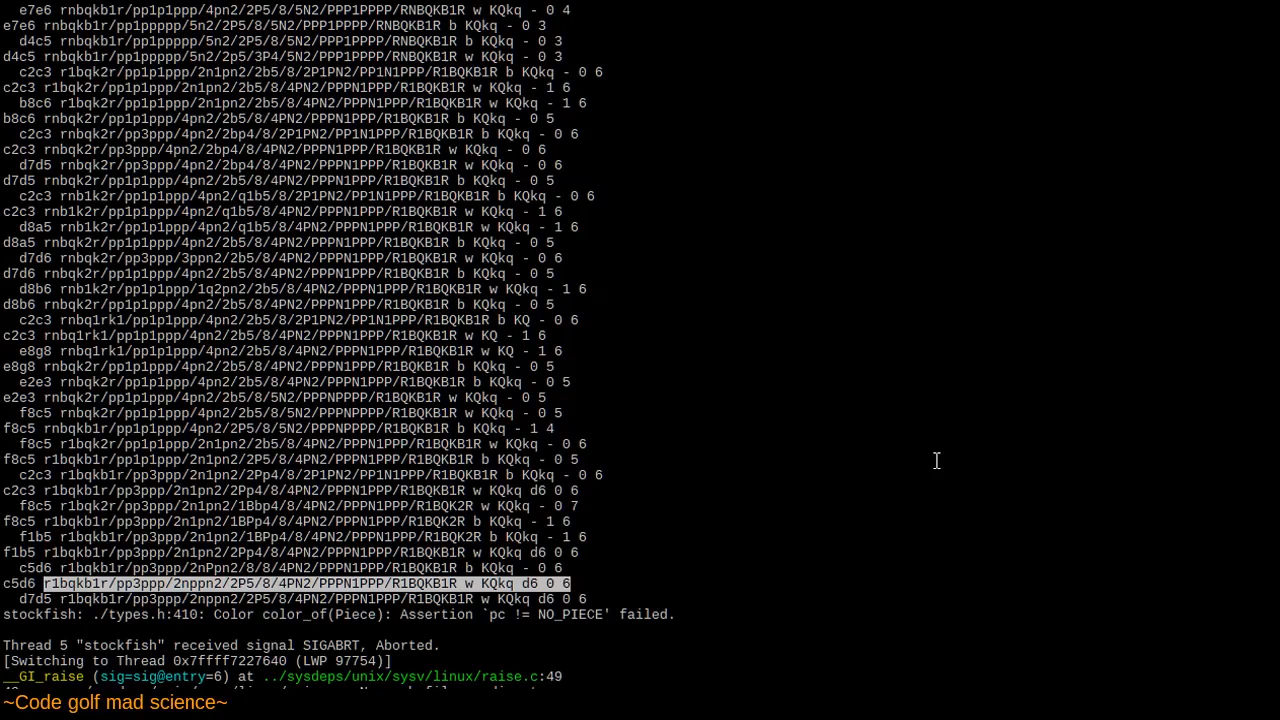 e7e6 rnbqkb1r/pp1p1ppp/4pn2/2P5/8/5N2/PPP1PPPP/RNBQKB1R w KQkq - 0 4
e7e6 rnbqkb1r/pp1ppppp/5n2/2P5/8/5N2/PPP1PPPP/RNBQKB1R b KQkq - 0 3
d4c5 rnbqkb1r/pp1ppppp/5n2/2P5/8/5N2/PPP1PPPP/RNBQKB1R b KQkq - 0 3
d4c5 rnbqkb1r/pp1ppppp/5n2/2p5/3P4/5N2/PPP1PPPP/RNBQKB1R w KQkq - 0 3
c2c3 r1bqk2r/pp1p1ppp/2n1pn2/2b5/8/2P1PN2/PP1N1PPP/R1BQKB1R b KQkq - 0 6
c2c3 r1bqk2r/pp1p1ppp/2n1pn2/2b5/8/4PN2/PPPN1PPP/R1BQKB1R w KQkq - 1 6
b8c6 r1bqk2r/pp1p1ppp/2n1pn2/2b5/8/4PN2/PPPN1PPP/R1BQKB1R w KQkq - 1 6
b8c6 rnbqk2r/pp1p1ppp/4pn2/2b5/8/4PN2/PPPN1PPP/R1BQKB1R b KQkq - 0 5
c2c3 rnbqk2r/pp3ppp/4pn2/2bp4/8/2P1PN2/PP1N1PPP/R1BQKB1R b KQkq - 0 6
c2c3 rnbqk2r/pp3ppp/4pn2/2bp4/8/4PN2/PPPN1PPP/R1BQKB1R w KQkq - 0 6
d7d5 rnbqk2r/pp3ppp/4pn2/2bp4/8/4PN2/PPPN1PPP/R1BQKB1R w KQkq - 0 6
d7d5 rnbqk2r/pp1p1ppp/4pn2/2b5/8/4PN2/PPPN1PPP/R1BQKB1R b KQkq - 0 5
c2c3 rnb1k2r/pp1p1ppp/4pn2/q1b5/8/2P1PN2/PP1N1PPP/R1BQKB1R b KQkq - 0 6
c2c3 rnb1k2r/pp1p1ppp/4pn2/q1b5/8/4PN2/PPPN1PPP/R1BQKB1R w KQkq - 1 6
d8a5 rnb1k2r/pp1p1ppp/4pn2/q1b5/8/4PN2/PPPN1PPP/R1BQKB1R w KQkq - 1 6
d8a5 rnbqk2r/pp1p1ppp/4pn2/2b5/8/4PN2/PPPN1PPP/R1BQKB1R b KQkq - 0 5
d7d6 rnbqk2r/pp3ppp/3ppn2/2b5/8/4PN2/PPPN1PPP/R1BQKB1R w KQkq - 0 6
d7d6 rnbqk2r/pp1p1ppp/4pn2/2b5/8/4PN2/PPPN1PPP/R1BQKB1R b KQkq - 0 5
d8b6 rnb1k2r/pp1p1ppp/1q2pn2/2b5/8/4PN2/PPPN1PPP/R1BQKB1R w KQkq - 1 6
d8b6 rnbqk2r/pp1p1ppp/4pn2/2b5/8/4PN2/PPPN1PPP/R1BQKB1R b KQkq - 0 5
c2c3 rnbq1rk1/pp1p1ppp/4pn2/2b5/8/2P1PN2/PP1N1PPP/R1BQKB1R b KQ - 0 6
c2c3 rnbq1rk1/pp1p1ppp/4pn2/2b5/8/4PN2/PPPN1PPP/R1BQKB1R w KQ - 1 6
e8g8 rnbq1rk1/pp1p1ppp/4pn2/2b5/8/4PN2/PPPN1PPP/R1BQKB1R w KQ - 1 6
e8g8 rnbqk2r/pp1p1ppp/4pn2/2b5/8/4PN2/PPPN1PPP/R1BQKB1R b KQkq - 0 5
e2e3 rnbqk2r/pp1p1ppp/4pn2/2b5/8/4PN2/PPPN1PPP/R1BQKB1R b KQkq - 0 5
e2e3 rnbqk2r/pp1p1ppp/4pn2/2b5/8/5N2/PPPNPPPP/R1BQKB1R w KQkq - 0 5
f8c5 rnbqk2r/pp1p1ppp/4pn2/2b5/8/5N2/PPPNPPPP/R1BQKB1R w KQkq - 0 5
f8c5 rnbqkb1r/pp1p1ppp/4pn2/2P5/8/5N2/PPPNPPPP/R1BQKB1R b KQkq - 1 4
f8c5 r1bqk2r/pp1p1ppp/2n1pn2/2b5/8/4PN2/PPPN1PPP/R1BQKB1R w KQkq - 0 6
f8c5 r1bqkb1r/pp1p1ppp/2n1pn2/2P5/8/4PN2/PPPN1PPP/R1BQKB1R b KQkq - 0 5
c2c3 r1bqkb1r/pp3ppp/2n1pn2/2Pp4/8/2P1PN2/PP1N1PPP/R1BQKB1R b KQkq - 0 6
c2c3 r1bqkb1r/pp3ppp/2n1pn2/2Pp4/8/4PN2/PPPN1PPP/R1BQKB1R w KQkq d6 0 6
f8c5 r1bqk2r/pp3ppp/2n1pn2/1Bbp4/8/4PN2/PPPN1PPP/R1BQK2R w KQkq - 0 7
f8c5 r1bqkb1r/pp3ppp/2n1pn2/1BPp4/8/4PN2/PPPN1PPP/R1BQK2R b KQkq - 1 6
f1b5 r1bqkb1r/pp3ppp/2n1pn2/1BPp4/8/4PN2/PPPN1PPP/R1BQK2R b KQkq - 1 6
f1b5 r1bqkb1r/pp3ppp/2n1pn2/2Pp4/8/4PN2/PPPN1PPP/R1BQKB1R w KQkq d6 0 6
c5d6 r1bqkb1r/pp3ppp/2nPpn2/8/8/4PN2/PPPN1PPP/R1BQKB1R b KQkq - 0 6
c5d6 r1bqkb1r/pp3ppp/2nppn2/2P5/8/4PN2/PPPN1PPP/R1BQKB1R w KQkq d6 0 6
d7d5 r1bqkb1r/pp3ppp/2nppn2/2P5/8/4PN2/PPPN1PPP/R1BQKB1R w KQkq d6 0 6
stockfish: ./types.h:410: Color color_of(Piece): Assertion `pc != NO_PIECE' failed.
Thread 5 "stockfish" received signal SIGABRT, Aborted.
[Switching to Thread 0x7ffff7227640 (LWP 97754)]
__GI_raise (sig=sig@entry=6) at ../sysdeps/unix/sysv/linux/raise.c:49
~Code golf mad science~